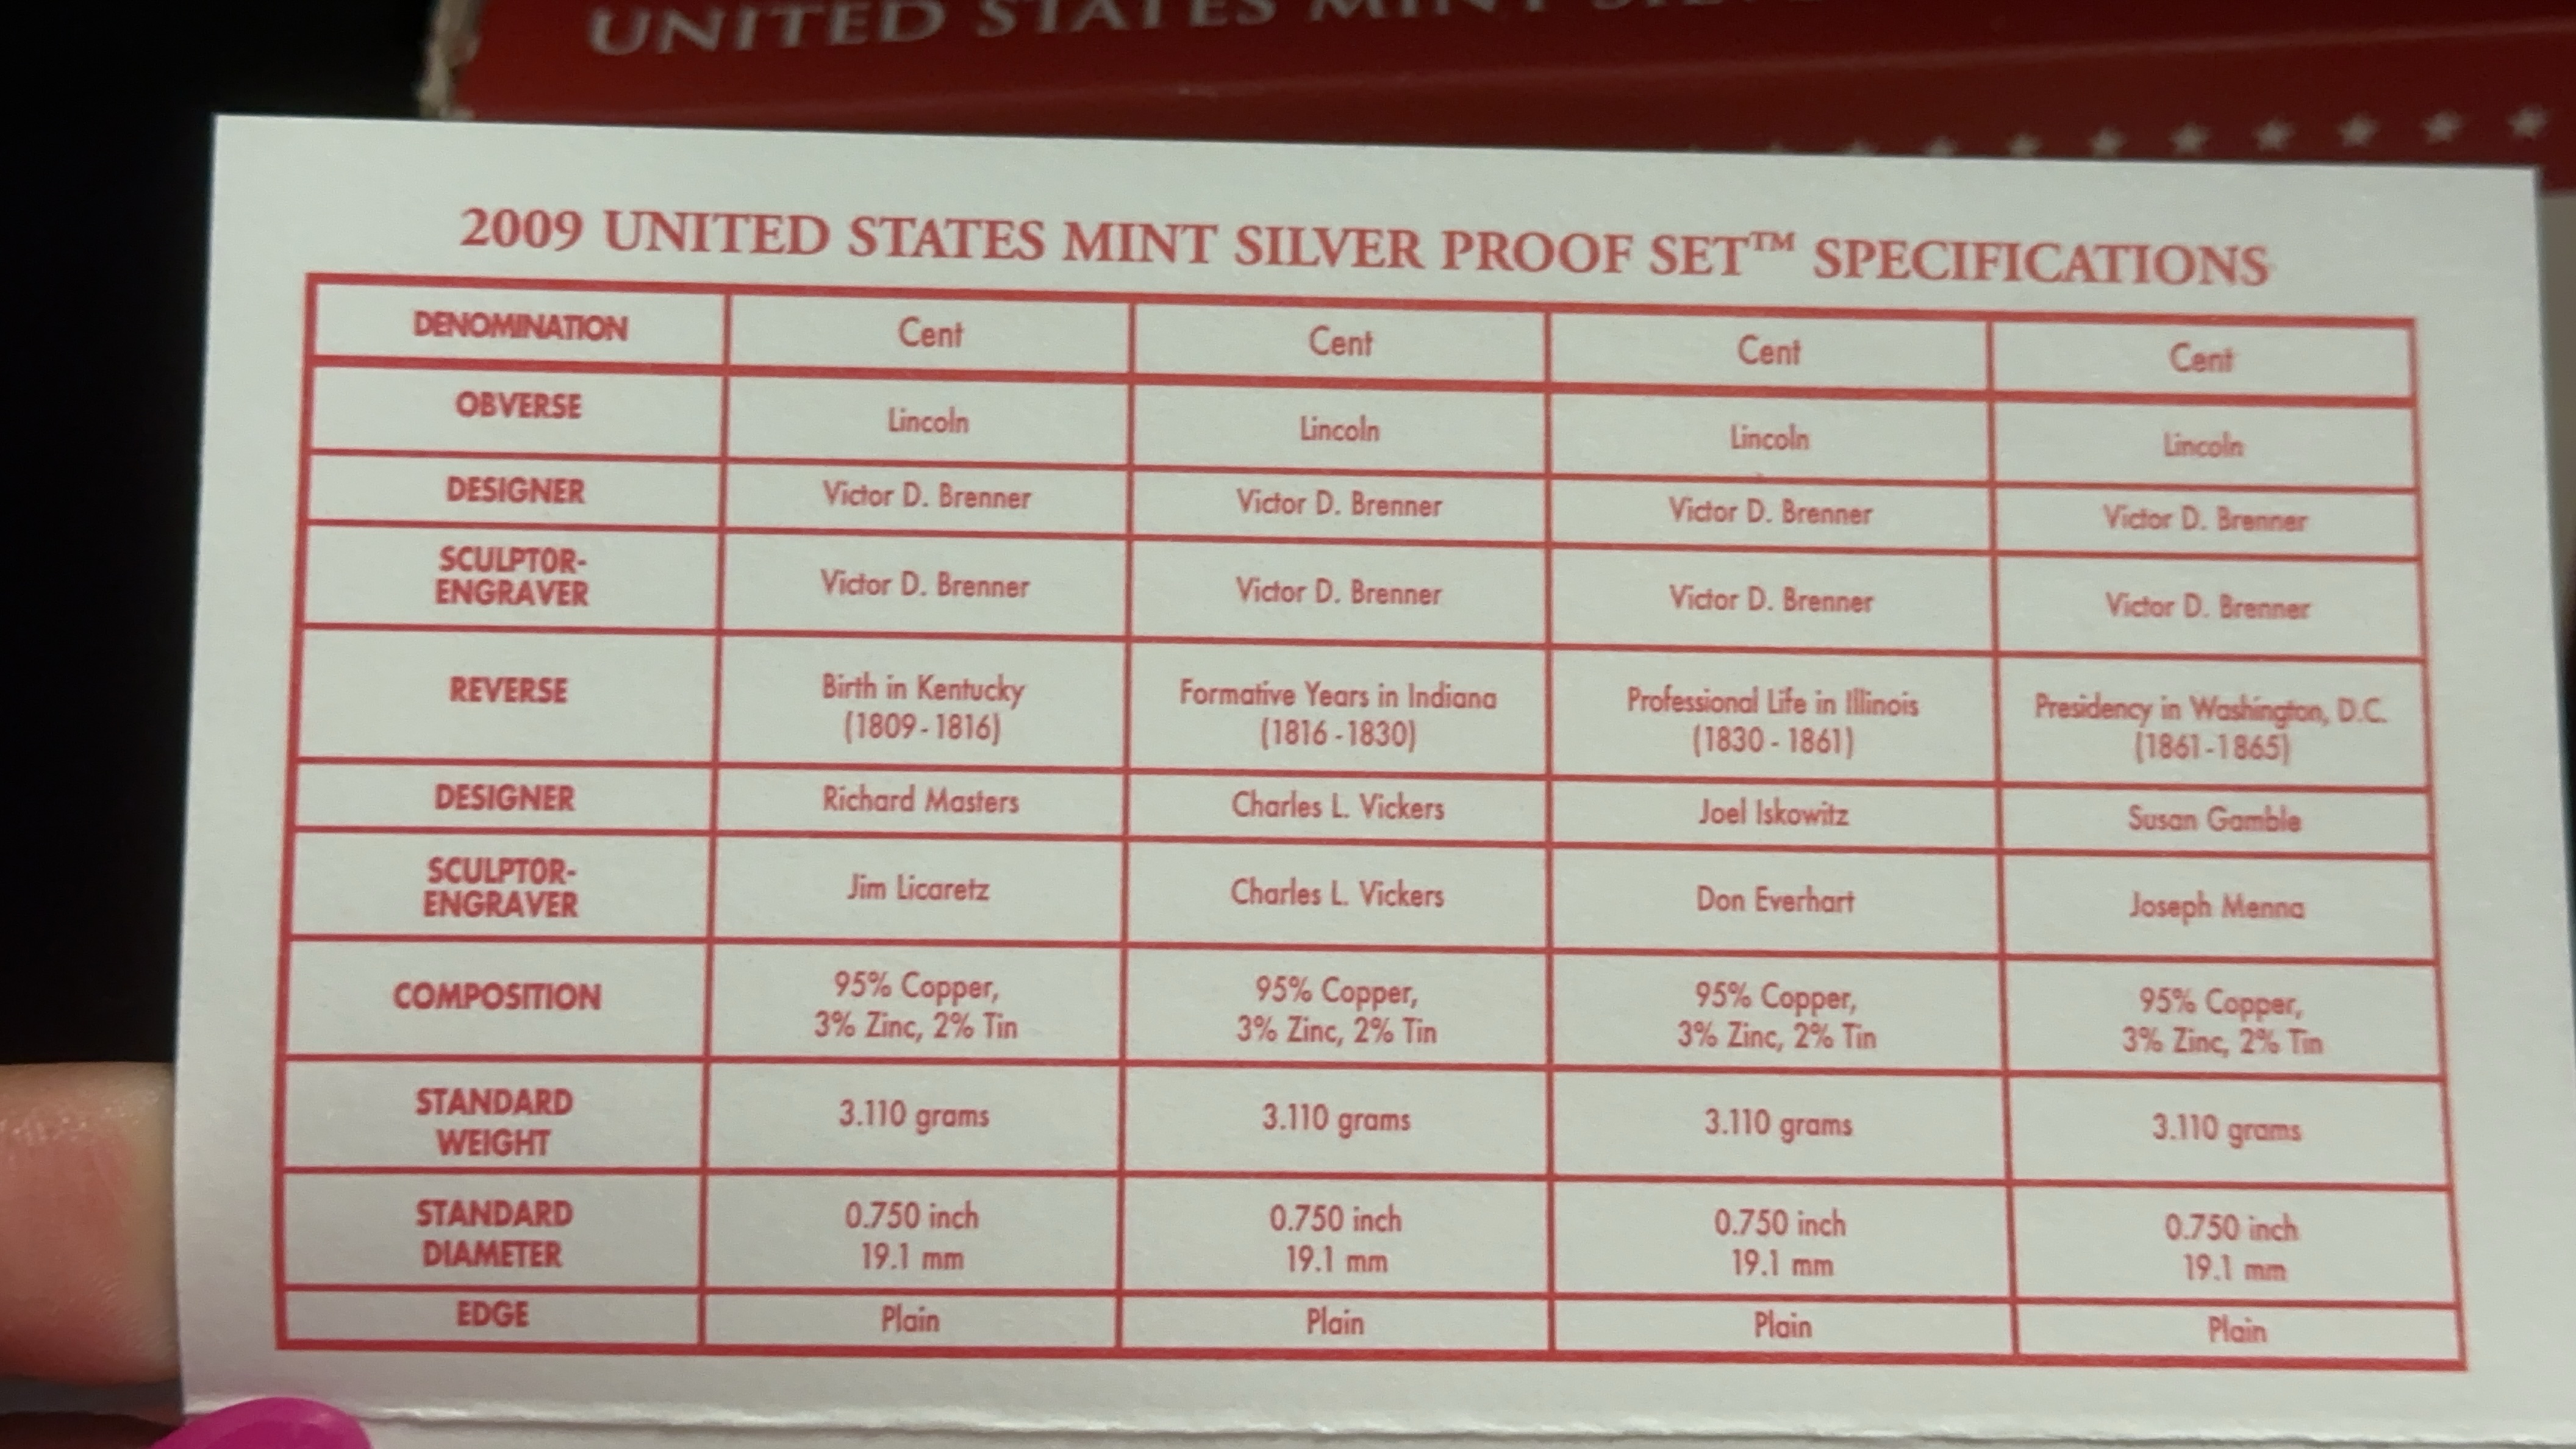 UNITED STATES MINT
2009 UNITED STATES MINT SILVER PROOF SET™ SPECIFICATIONS
DENOMINATION Cent Cent Cent Cent
OBVERSE Lincoln Lincoln Lincoln Lincoln
DESIGNER Victor D. Brenner Victor D. Brenner Victor D. Brenner Victor D. Brenner
SCULPTOR-
ENGRAVER Victor D. Brenner Victor D. Brenner Victor D. Brenner Victor D. Brenner
REVERSE Birth in Kentucky Formative Years in Indiana Professional Life in Illinois Presidency in Washington, D.C.
(1809-1816) (1816-1830) (1830-1861) (1861-1865)
DESIGNER Richard Masters Charles L. Vickers Joel Iskowitz Susan Gamble
SCULPTOR-
ENGRAVER Jim Licaretz Charles L. Vickers Don Everhart Joseph Menna
COMPOSITION 95% Copper, 95% Copper, 95% Copper, 95% Copper,
3% Zinc, 2% Tin 3% Zinc, 2% Tin 3% Zinc, 2% Tin 3% Zinc, 2% Tin
STANDARD
WEIGHT 3.110 grams 3.110 grams 3.110 grams 3.110 grams
STANDARD 0.750 inch 0.750 inch 0.750 inch 0.750 inch
DIAMETER 19.1 mm 19.1 mm 19.1 mm 19.1 mm
EDGE Plain Plain Plain Plain